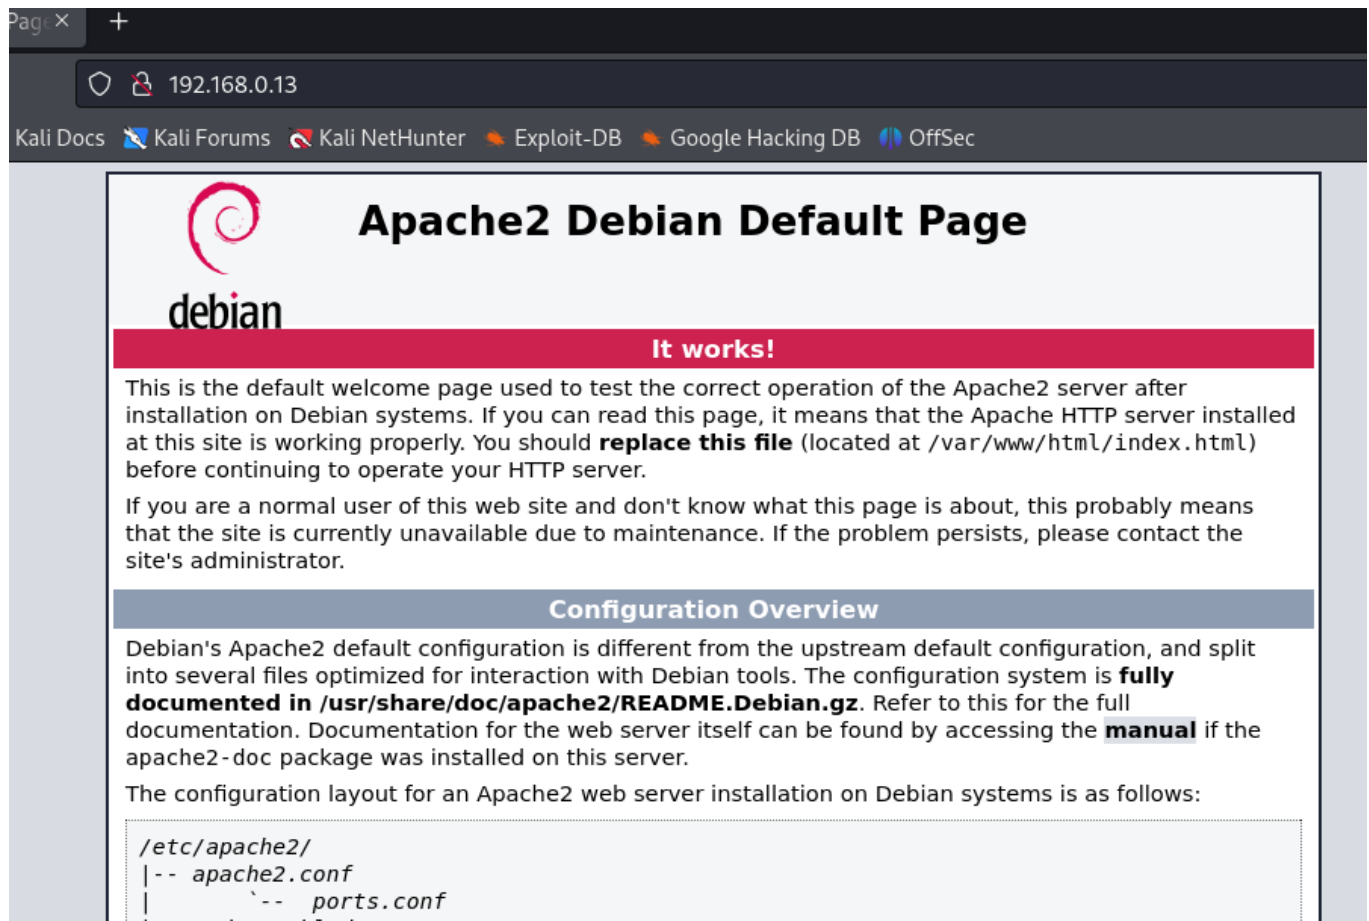 Page
192.168.0.13
Kali Docs Kali Forums Kali NetHunter Exploit-DB Google Hacking DB OffSec
debian
Apache2 Debian Default Page
It works!
This is the default welcome page used to test the correct operation of the Apache2 server after
installation on Debian systems. If you can read this page, it means that the Apache HTTP server installed
at this site is working properly. You should replace this file (located at /var/www/html/index.html)
before continuing to operate your HTTP server.
If you are a normal user of this web site and don't know what this page is about, this probably means
that the site is currently unavailable due to maintenance. If the problem persists, please contact the
site's administrator.
Configuration Overview
Debian's Apache2 default configuration is different from the upstream default configuration, and split
into several files optimized for interaction with Debian tools. The configuration system is fully
documented in /usr/share/doc/apache2/README.Debian.gz. Refer to this for the full
documentation. Documentation for the web server itself can be found by accessing the manual if the
apache2-doc package was installed on this server.
The configuration layout for an Apache2 web server installation on Debian systems is as follows:
/etc/apache2/
|-- apache2.conf
|       `--  ports.conf